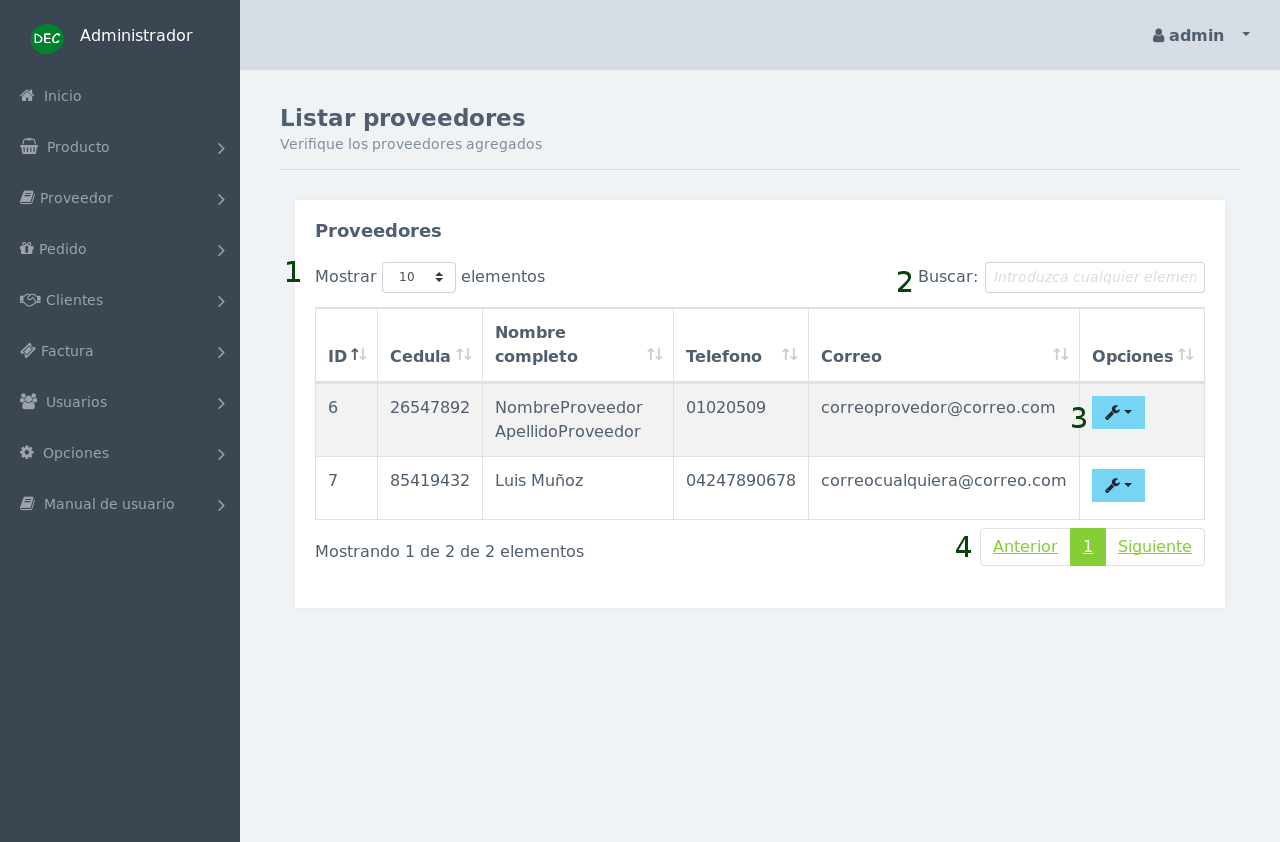 DEC Administrador
admin
Inicio
Producto
Proveedor
Pedido
Clientes
Factura
Usuarios
Opciones
Manual de usuario
Listar proveedores
Verifique los proveedores agregados
Proveedores
1 Mostrar 10 elementos
2 Buscar: Introduzca cualquier elemen
ID Cedula Nombre completo Telefono Correo Opciones
6 26547892 NombreProveedor ApellidoProveedor 01020509 correoprovedor@correo.com 3
7 85419432 Luis Muñoz 04247890678 correocualquiera@correo.com
Mostrando 1 de 2 de 2 elementos
4 Anterior 1 Siguiente